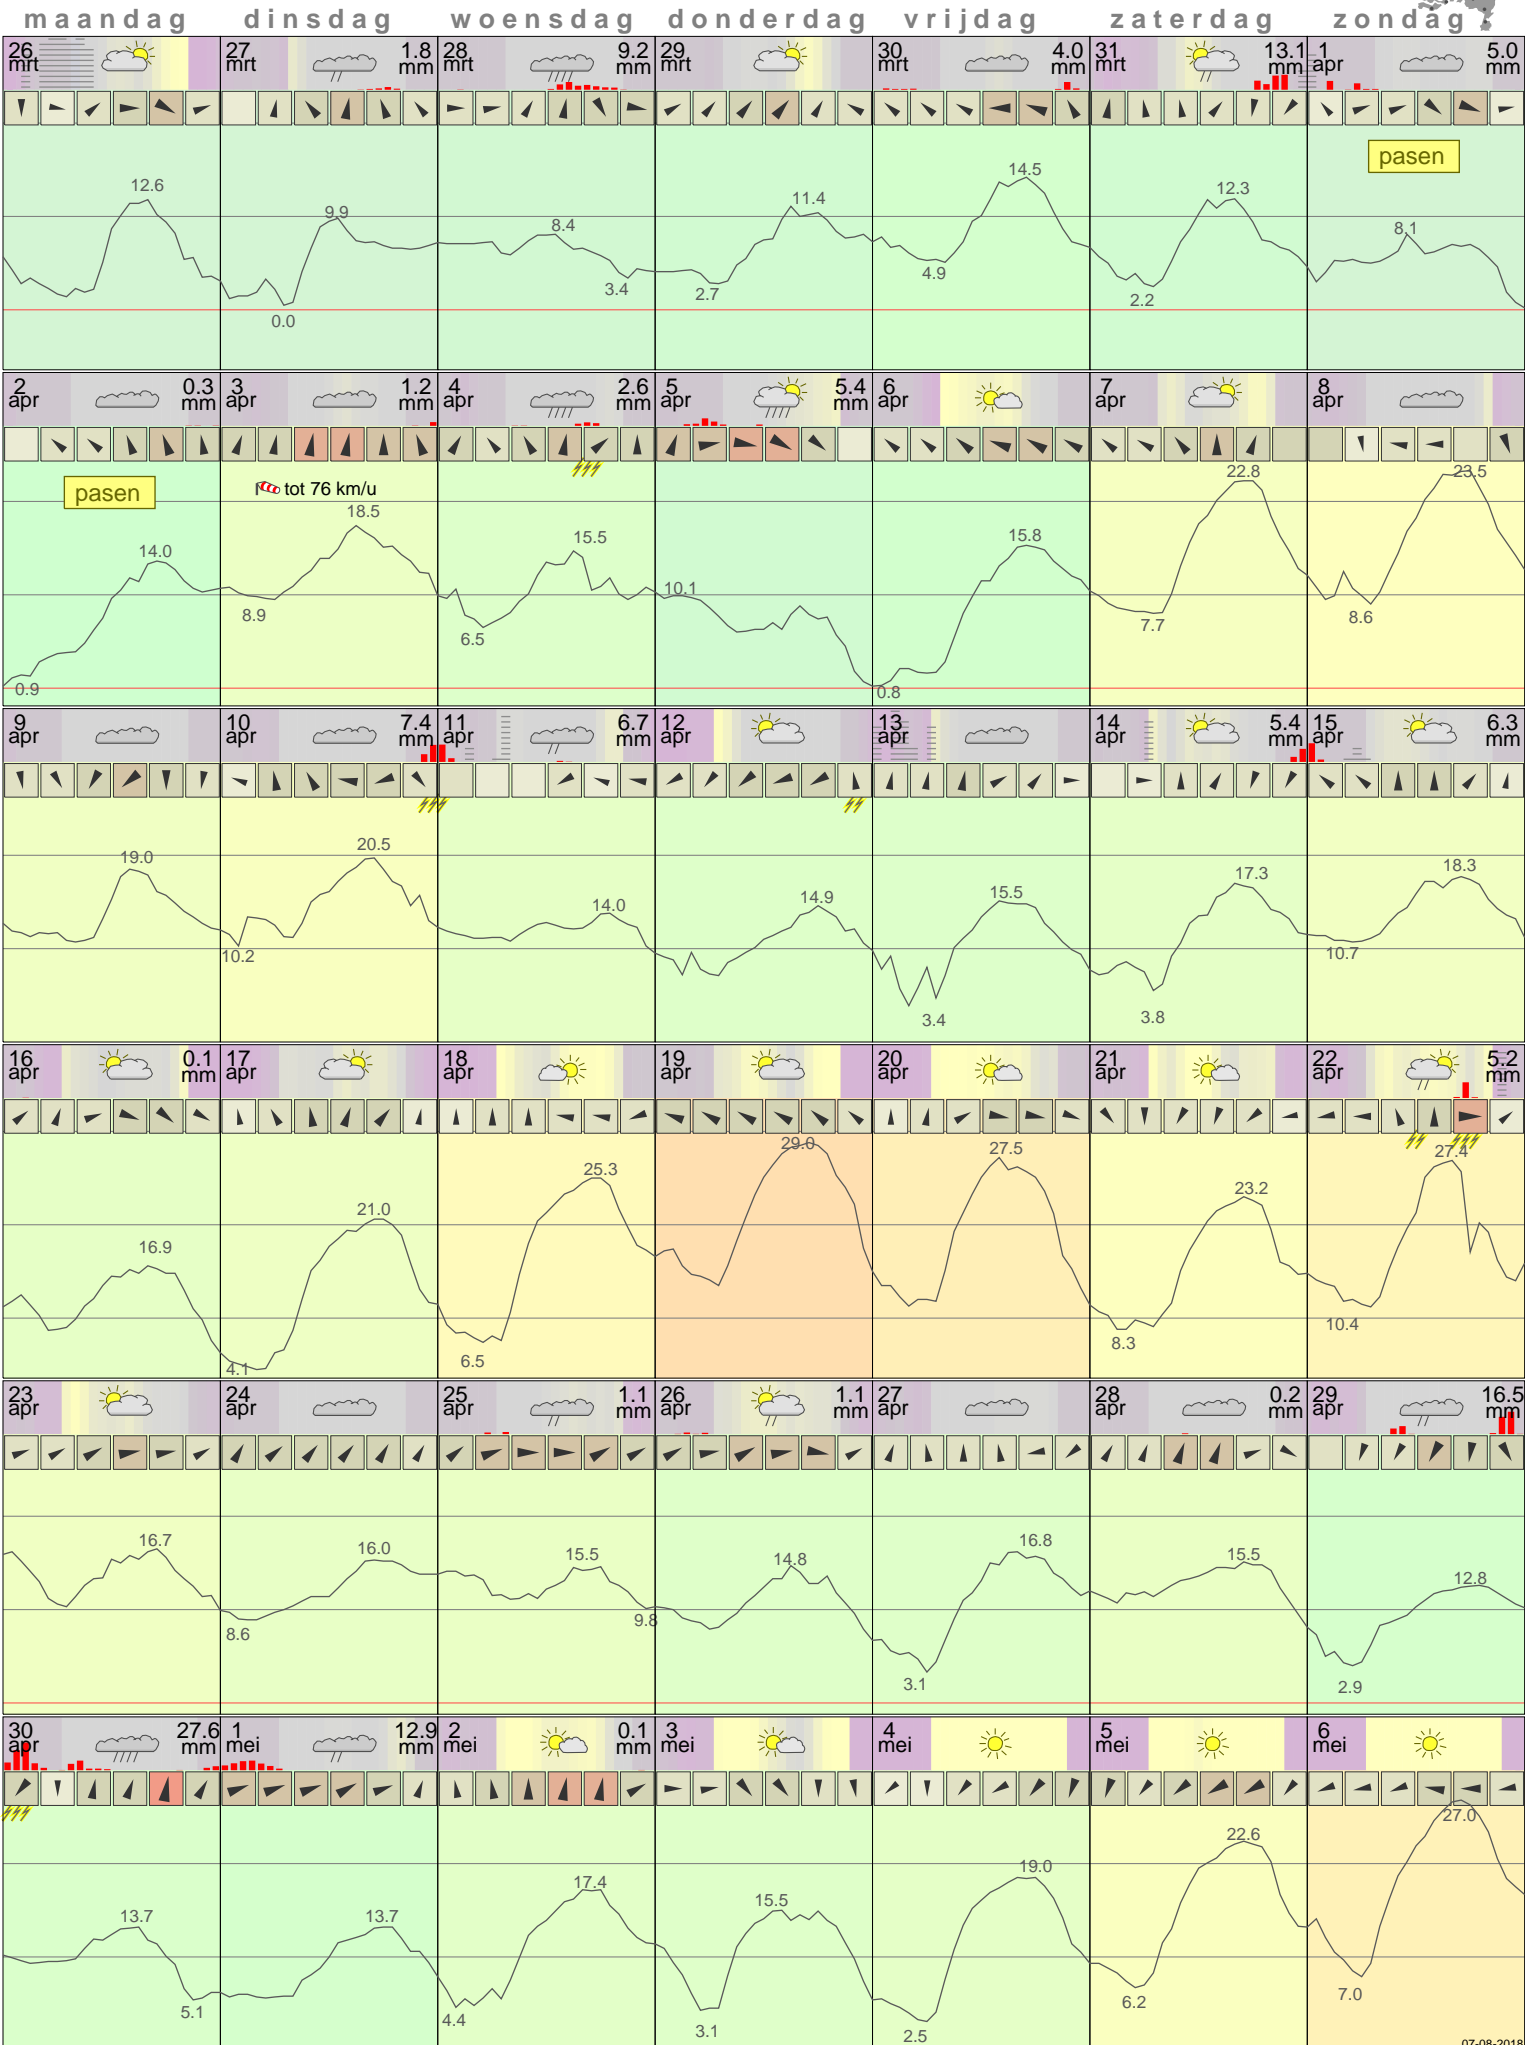 maandag dinsdag woensdag donderdag vrijdag zaterdag zondag
26 27 1.8 28 9.2 29 30 4.0 31 13.1 1 5.0
mrt mrt mm mrt mm mrt mrt mm mrt mm apr mm
pasen
12.6 9.9 8.4 11.4 14.5 12.3 8.1
0.0 3.4 2.7 4.9 2.2
2 0.3 3 1.2 4 2.6 5 5.4 6 7 8
apr mm apr mm apr mm apr mm apr apr apr
pasen tot 76 km/u
22.8 23.5
14.0 18.5 15.5 10.1 15.8
0.9 8.9 6.5 0.8 7.7 8.6
9 10 7.4 11 6.7 12 13 14 5.4 15 6.3
apr apr mm apr mm apr apr apr mm apr mm
19.0 20.5 14.0 14.9 15.5 17.3 18.3
10.2 3.4 3.8 10.7
16 0.1 17 18 19 20 21 22 5.2
apr mm apr apr apr apr apr apr mm
16.9 21.0 25.3 29.0 27.5 23.2 27.4
4.1 6.5 8.3 10.4
23 24 25 1.1 26 1.1 27 28 0.2 29 16.5
apr apr apr mm apr mm apr apr mm apr mm
16.7 16.0 15.5 14.8 16.8 15.5 12.8
8.6 9.8 3.1 2.9
30 27.6 1 12.9 2 0.1 3 4 5 6
apr mm mei mm mei mm mei mei mei mei
13.7 13.7 17.4 15.5 19.0 22.6 27.0
5.1 4.4 3.1 2.5 6.2 7.0
07-08-2018